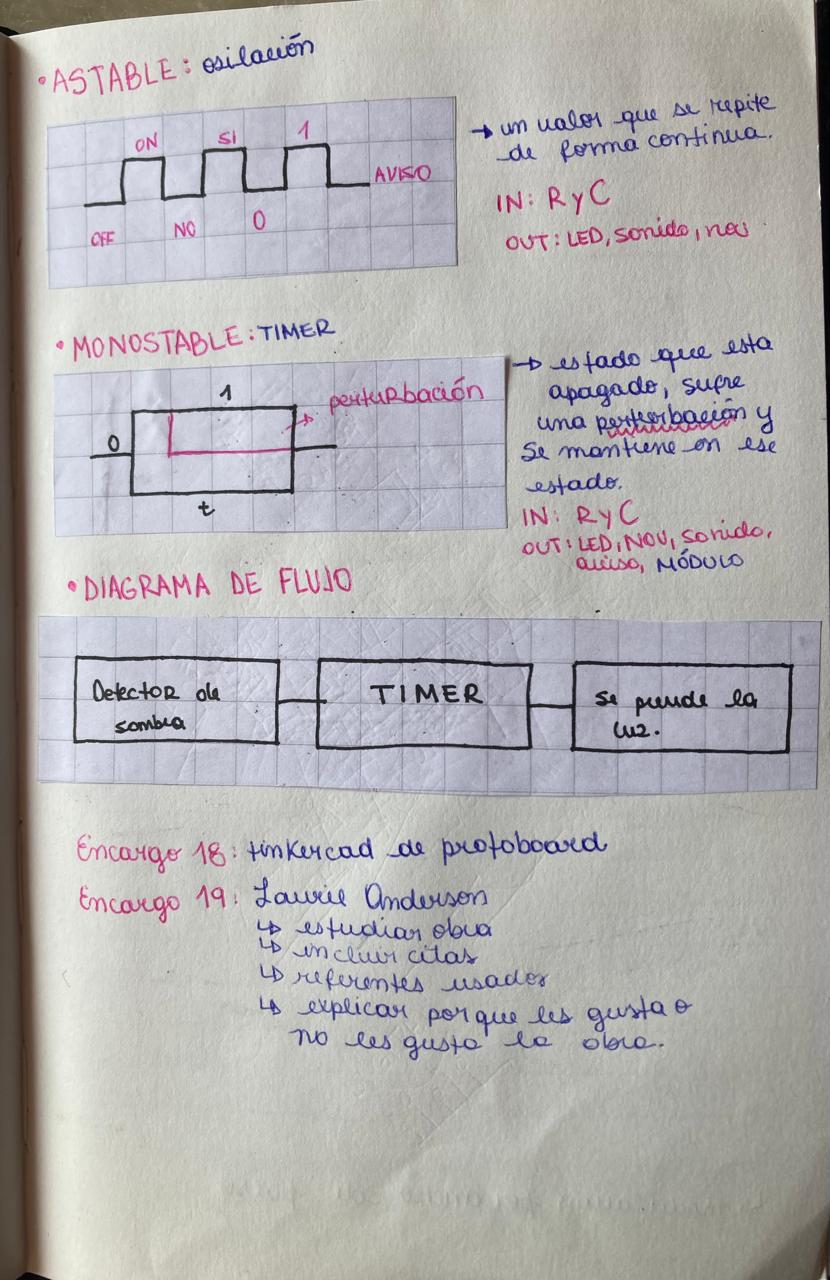 •ASTABLE: osilación
ON SI 1
AVISO
OFF NO 0
→ un valor que se repite
de forma continua.
IN: R y C
OUT: LED, sonido, nov
•MONOSTABLE: TIMER
1
perturbación
0
t
→ estado que esta
apagado, sufre
una perturbación y
se mantiene en ese
estado.
IN: R y C
OUT: LED, NOV, sonido,
aviso, MÓDULO
•DIAGRAMA DE FLUJO
Detector de
sombra
TIMER
se prende la
luz.
Encargo 18: tinkercad de protoboard
Encargo 19: Laurie Anderson
↳ estudiar obra
↳ incluir citas
↳ referentes usados
↳ explicar porque les gusta o
no les gusta la obra.